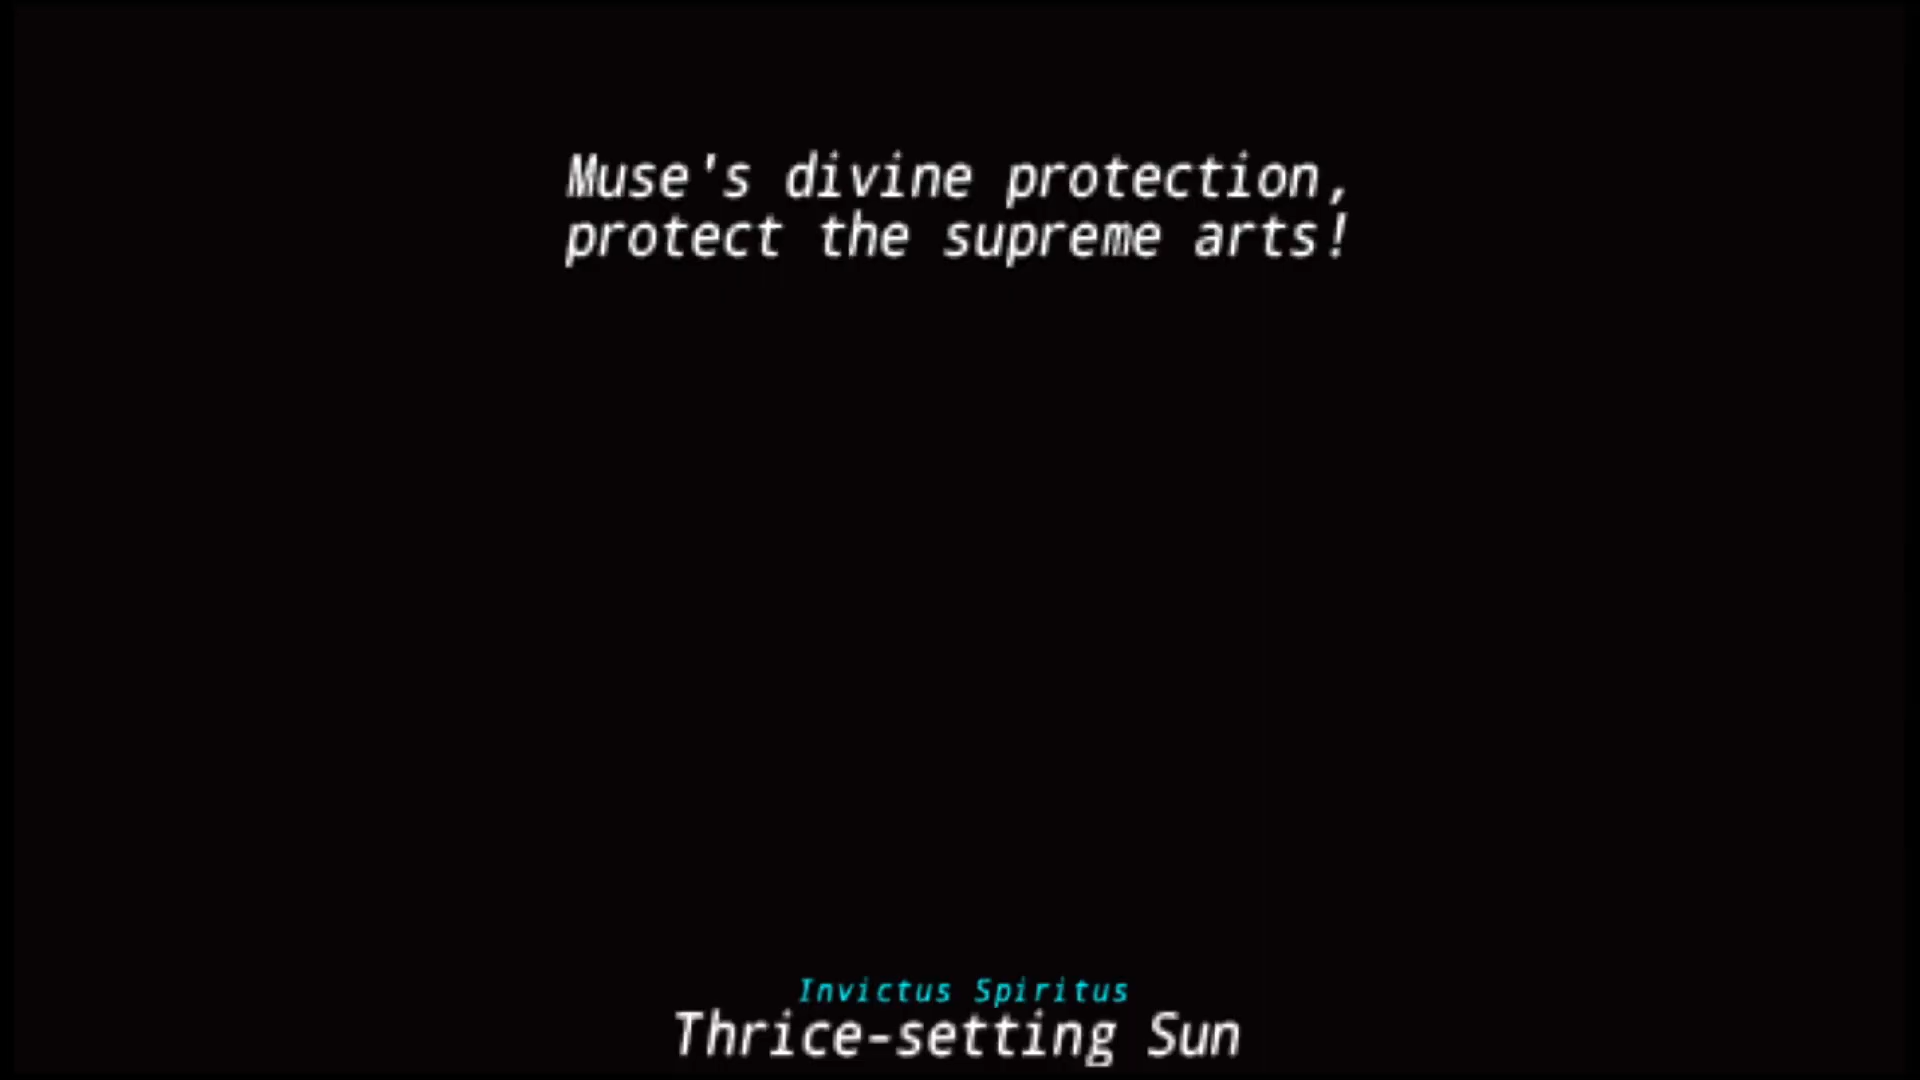 Muse's divine protection,
protect the supreme arts!
Invictus Spiritus
Thrice-setting Sun